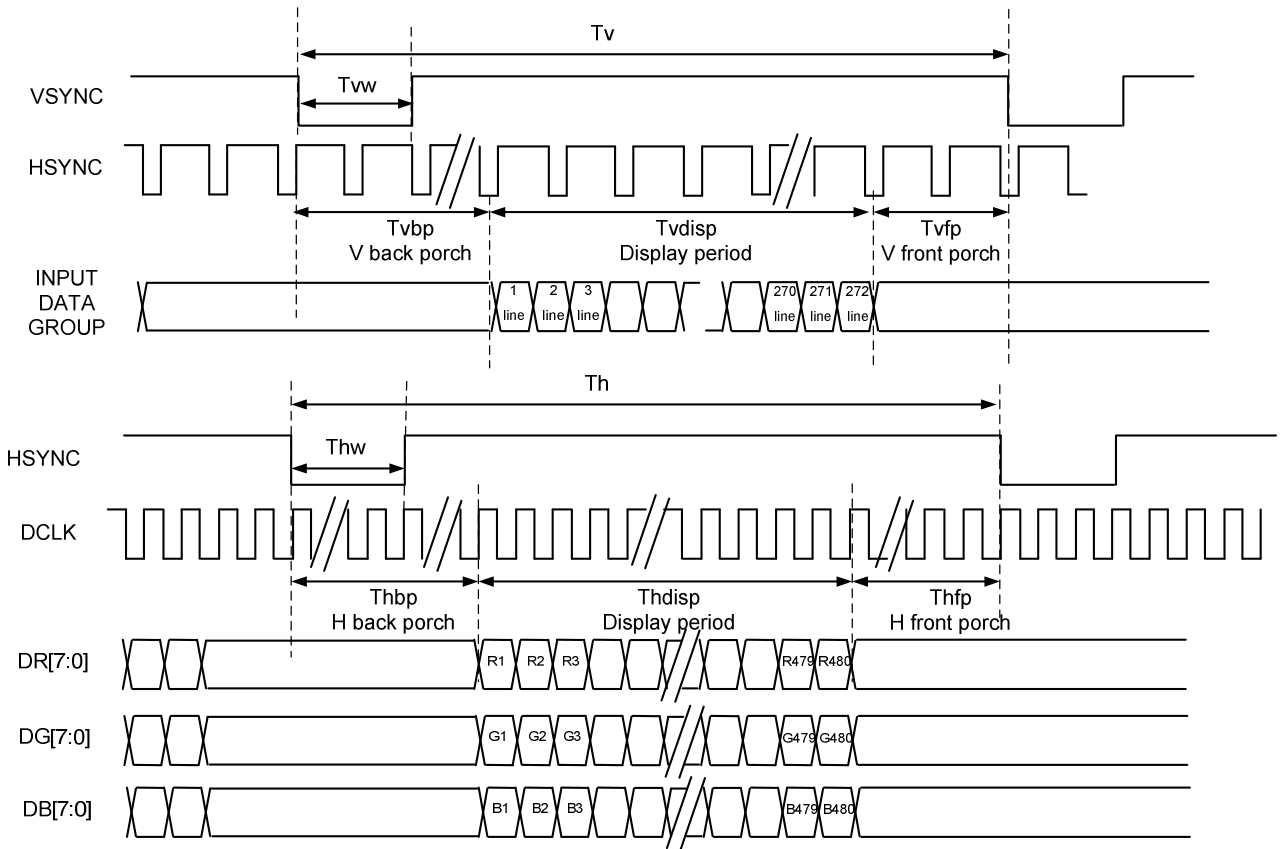 Tv
VSYNC
Tvw
HSYNC
Tvbp
V back porch
Tvdisp
Display period
Tvfp
V front porch
INPUT
DATA
GROUP
1
line
2
line
3
line
270
line
271
line
272
line
Th
HSYNC
Thw
DCLK
Thbp
H back porch
Thdisp
Display period
Thfp
H front porch
DR[7:0]
R1
R2
R3
R479
R480
DG[7:0]
G1
G2
G3
G479
G480
DB[7:0]
B1
B2
B3
B479
B480